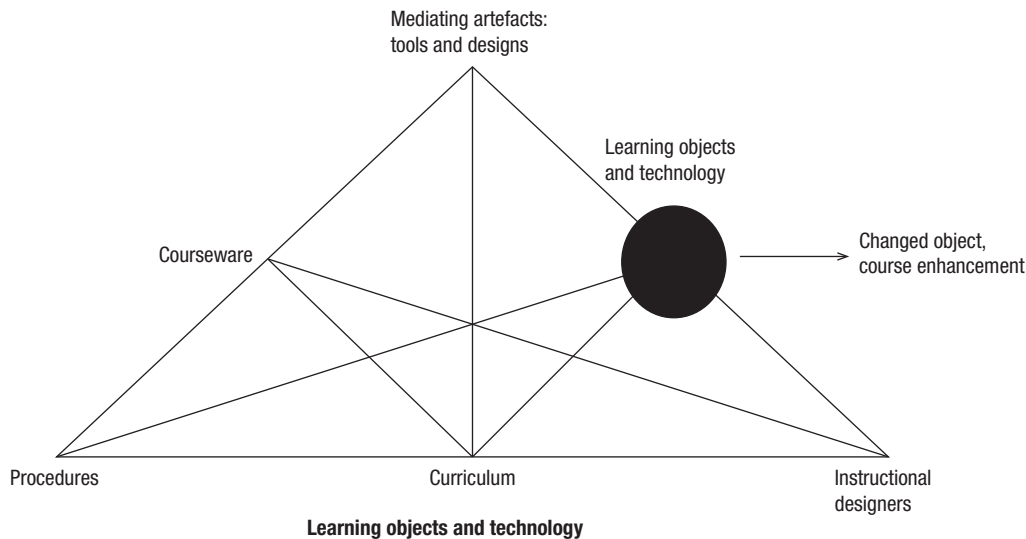 Mediating artefacts:
tools and designs
Learning objects
and technology
Courseware
Changed object,
course enhancement
Procedures
Curriculum
Instructional
designers
Learning objects and technology